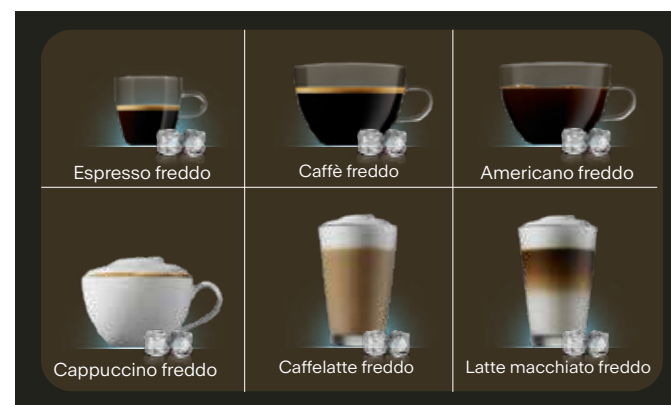 Espresso freddo
Caffè freddo
Americano freddo
Cappuccino freddo
Caffelatte freddo
Latte macchiato freddo